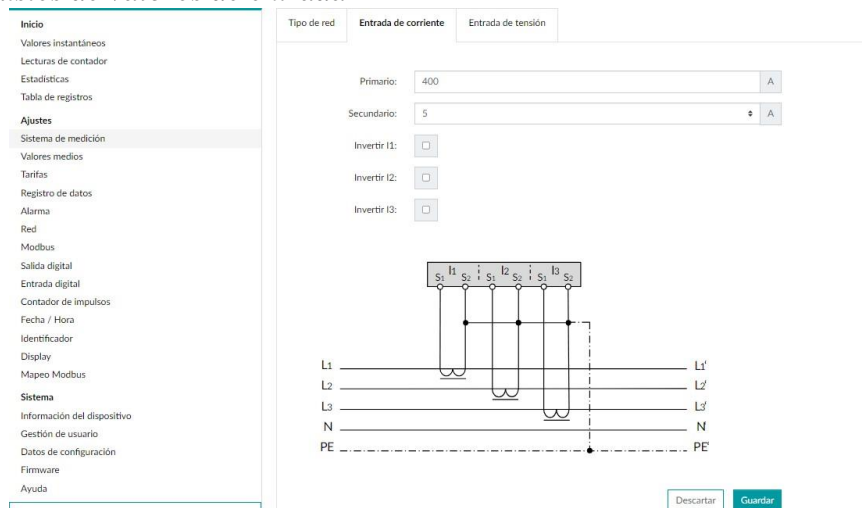 Inicio
Valores instantáneos
Lecturas de contador
Estadísticas
Tabla de registros
Ajustes
Sistema de medición
Valores medios
Tarifas
Registro de datos
Alarma
Red
Modbus
Salida digital
Entrada digital
Contador de impulsos
Fecha / Hora
Identificador
Display
Mapeo Modbus
Sistema
Información del dispositivo
Gestión de usuario
Datos de configuración
Firmware
Ayuda
Tipo de red Entrada de corriente Entrada de tensión
Primario: 400 A
Secundario: 5 A
Invertir I1:
Invertir I2:
Invertir I3:
I1 I2 I3
S1 S2 S1 S2 S1 S2
L1 L1'
L2 L2'
L3 L3'
N N'
PE PE'
Descartar Guardar